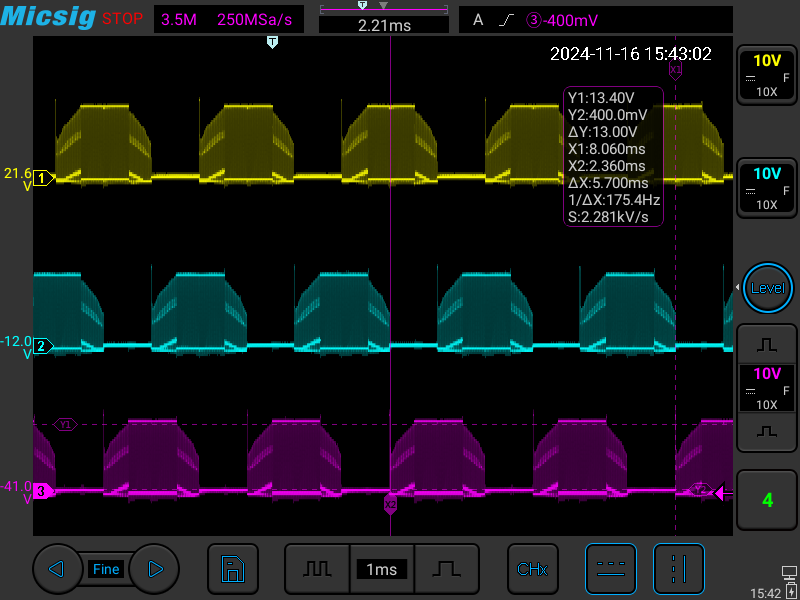 Micsig STOP 3.5M 250MSa/s T 2.21ms A ③-400mV
T
2024-11-16 15:43:02
X1
10V
F
10X
Y1:13.40V
Y2:400.0mV
ΔY:13.00V
X1:8.060ms
X2:2.360ms
ΔX:5.700ms
1/ΔX:175.4Hz
S:2.281kV/s
21.6
V
1
10V
F
10X
Level
-12.0
V
2
10V
F
10X
Y1
-41.0
V
3
Y2
X2
4
Fine 1ms CHx
15:42